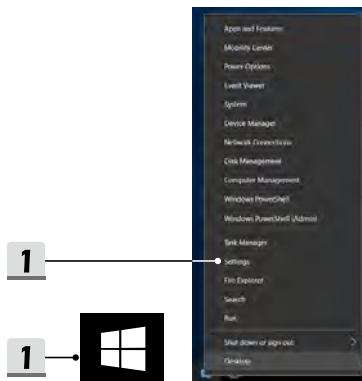 Apps and Features
Mobility Center
Power Options
Event Viewer
System
Device Manager
Network Connections
Disk Management
Computer Management
Windows PowerShell
Windows PowerShell (Admin)
Task Manager
1
Settings
File Explorer
Search
Run
1
Shut down or sign out
Desktop